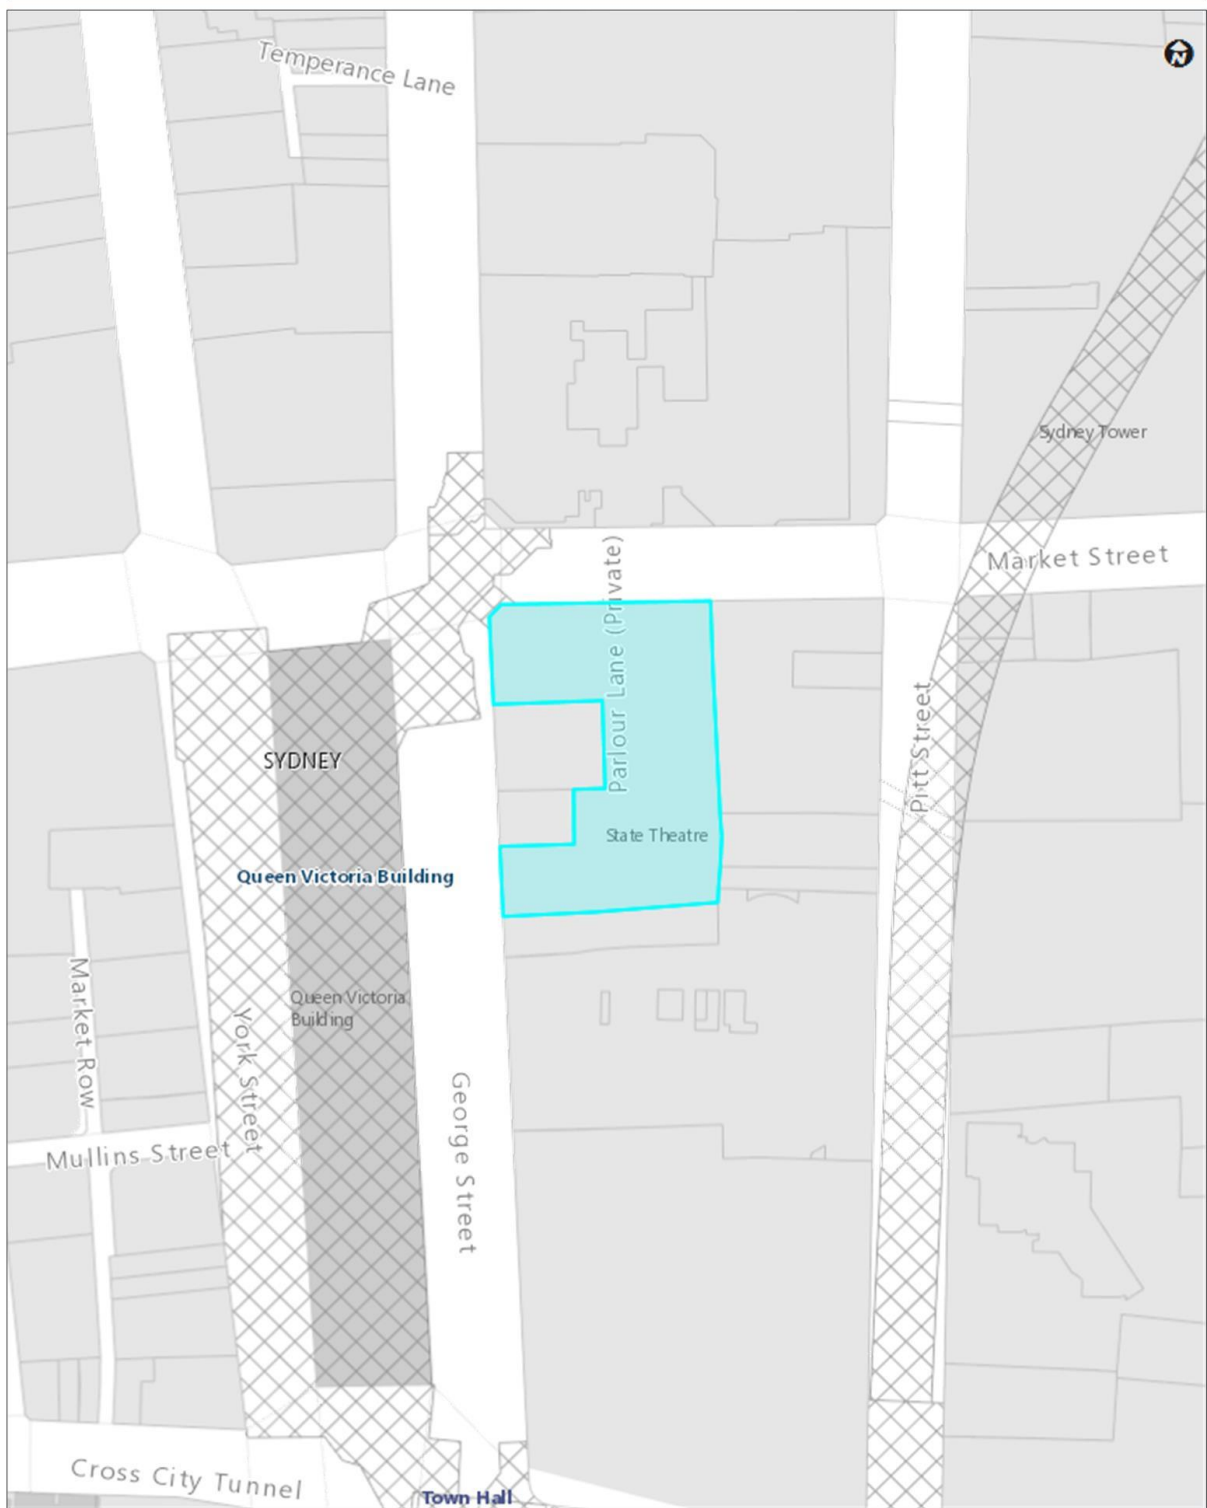 Temperance Lane
N
Sydney Tower
Market Street
Parlour Lane (Private)
Pitt Street
SYDNEY
State Theatre
Queen Victoria Building
Queen Victoria
Building
Market Row
York Street
George Street
Mullins Street
Cross City Tunnel
Town Hall